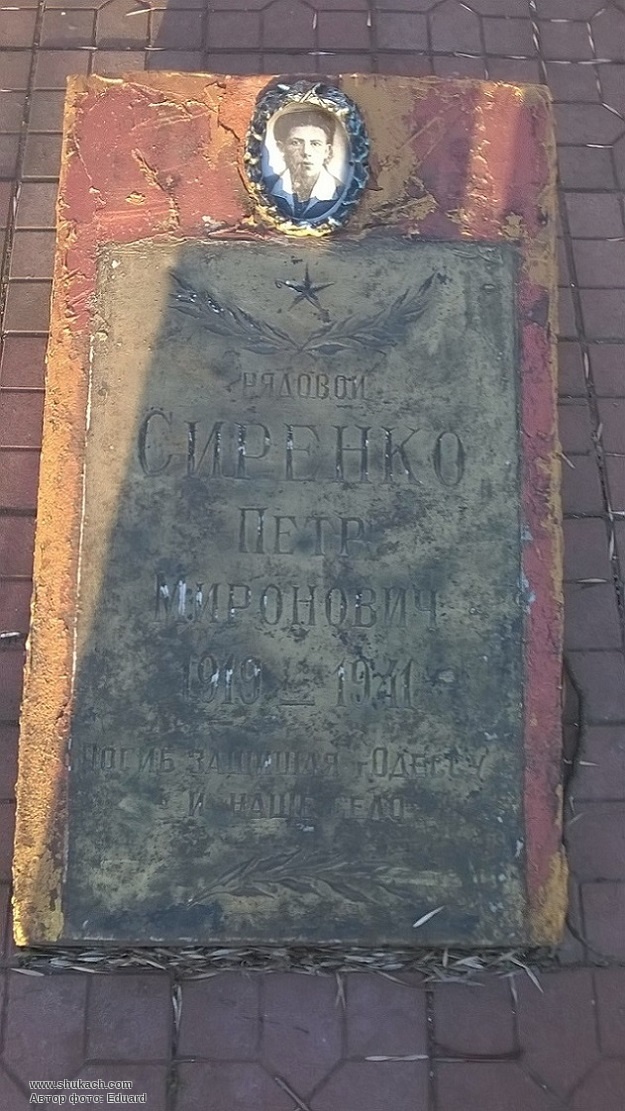 РЯДОВОЙ
СИРЕНКО
ПЕТР
МИРОНОВИЧ
1919 – 1941
ПОГИБ ЗАЩИЩАЯ ОДЕССУ
И НАШЕ СЕЛО
www.shukach.com
Автор фото: Eduard